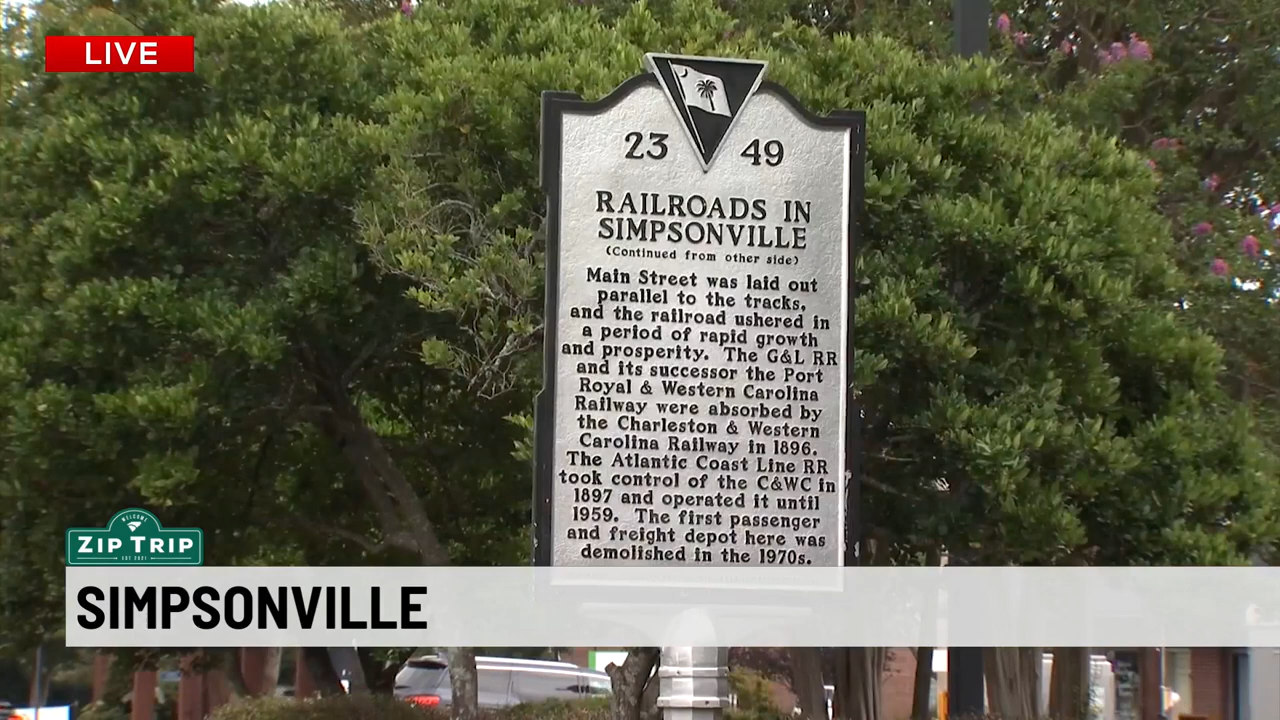 LIVE
23 49
RAILROADS IN
SIMPSONVILLE
(Continued from other side)
Main Street was laid out
parallel to the tracks,
and the railroad ushered in
a period of rapid growth
and prosperity. The G&L RR
and its successor the Port
Royal & Western Carolina
Railway were absorbed by
the Charleston & Western
Carolina Railway in 1896.
The Atlantic Coast Line RR
took control of the C&WC in
1897 and operated it until
1959. The first passenger
and freight depot here was
demolished in the 1970s.
WELCOME
ZIP TRIP
EST 2021
SIMPSONVILLE